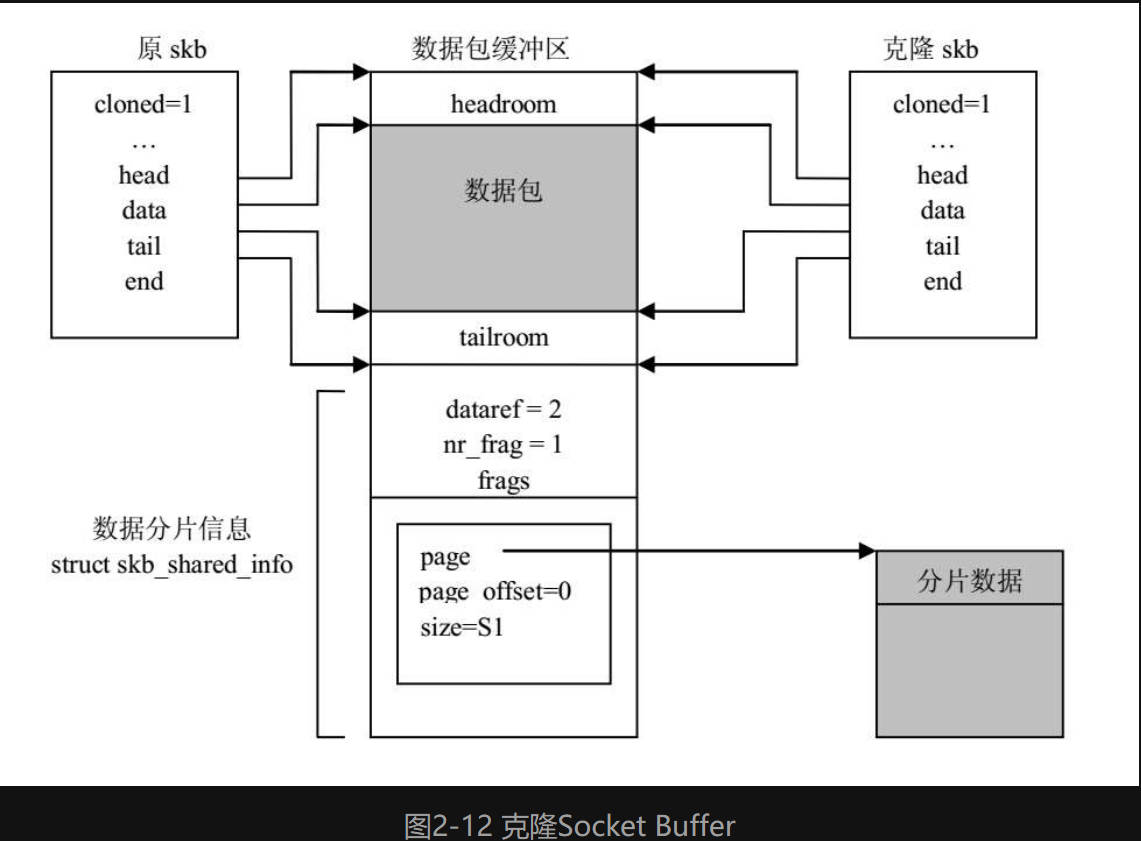 原 skb
数据包缓冲区
克隆 skb
cloned=1
…
head
data
tail
end
headroom
数据包
tailroom
cloned=1
…
head
data
tail
end
dataref = 2
nr_frag = 1
frags
数据分片信息
struct skb_shared_info
page
page_offset=0
size=S1
分片数据
图2-12 克隆Socket Buffer